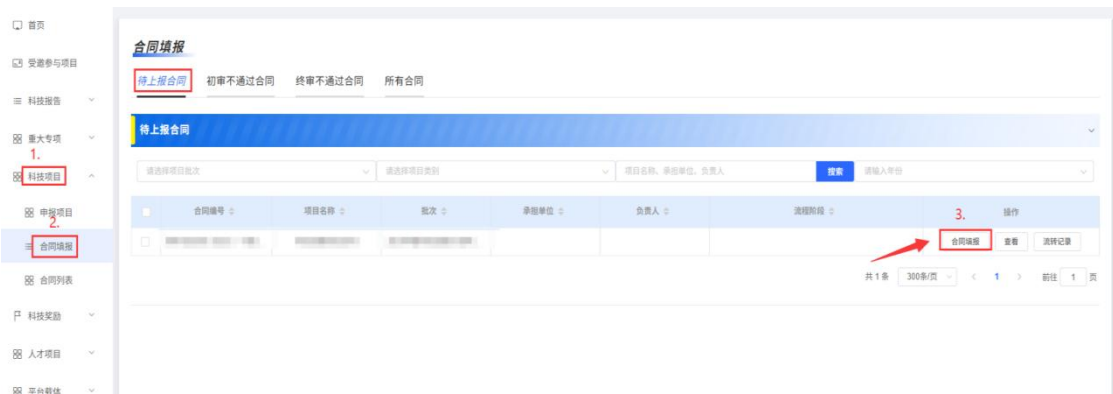 首页
受邀参与项目
科技报告
重大专项
1.
科技项目
申报项目
2.
合同填报
合同列表
科技奖励
人才项目
平台载体
合同填报
待上报合同 初审不通过合同 终审不通过合同 所有合同
待上报合同
请选择项目批次 请选择项目类别 项目名称、承担单位、负责人 搜索 请输入年份
合同编号 项目名称 批次 承担单位 负责人 流程阶段 3. 操作
合同填报 查看 流转记录
共 1 条 300条/页 < 1 > 前往 1 页